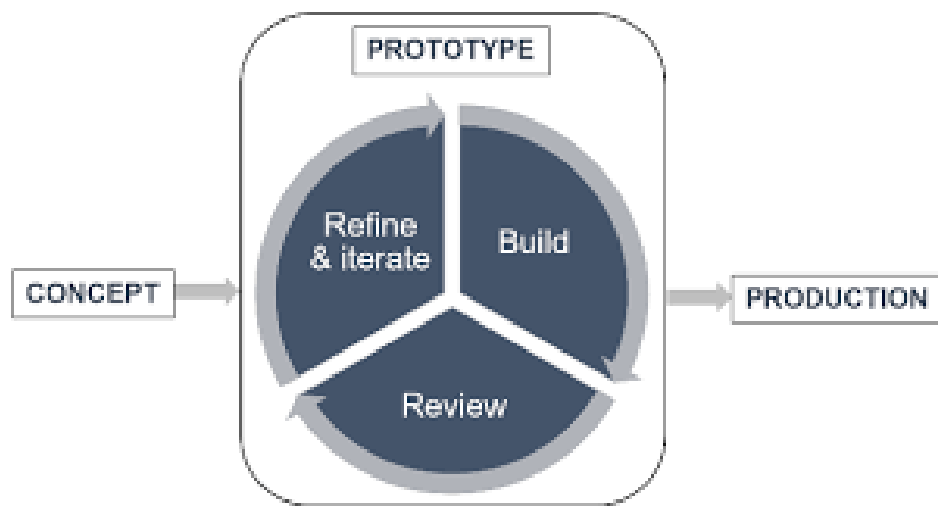 PROTOTYPE
Refine
& iterate
Build
CONCEPT
PRODUCTION
Review